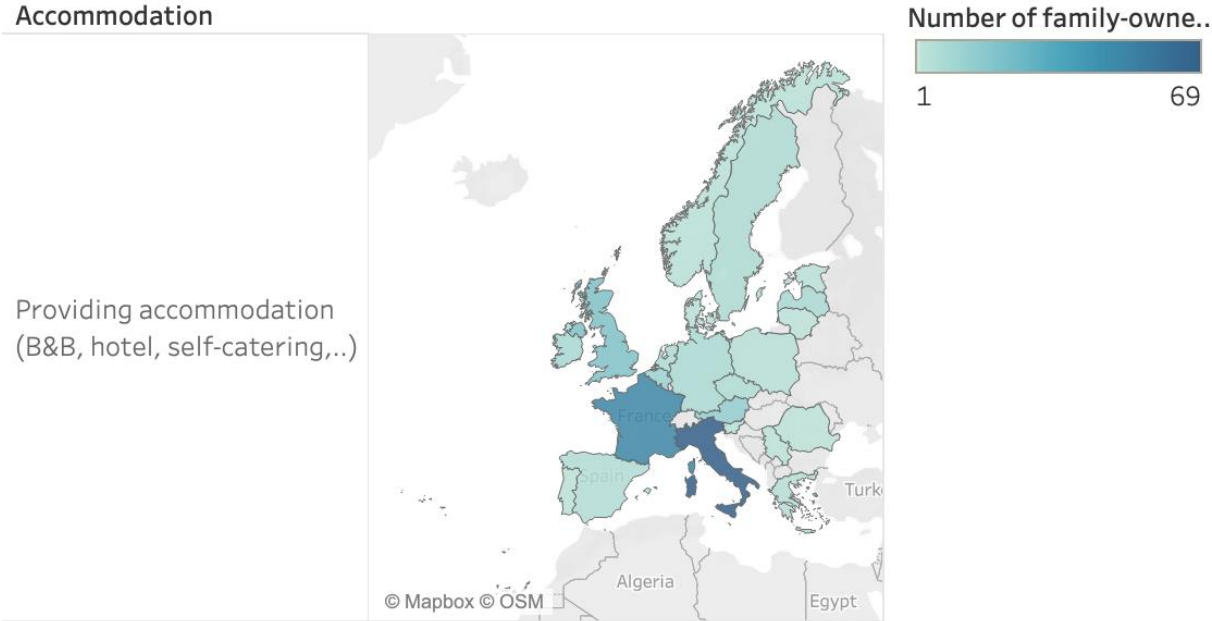 Accommodation
Number of family-owne..
1
69
Providing accommodation
(B&B, hotel, self-catering,..)
France
Spain
Turk
Algeria
Egypt
© Mapbox © OSM